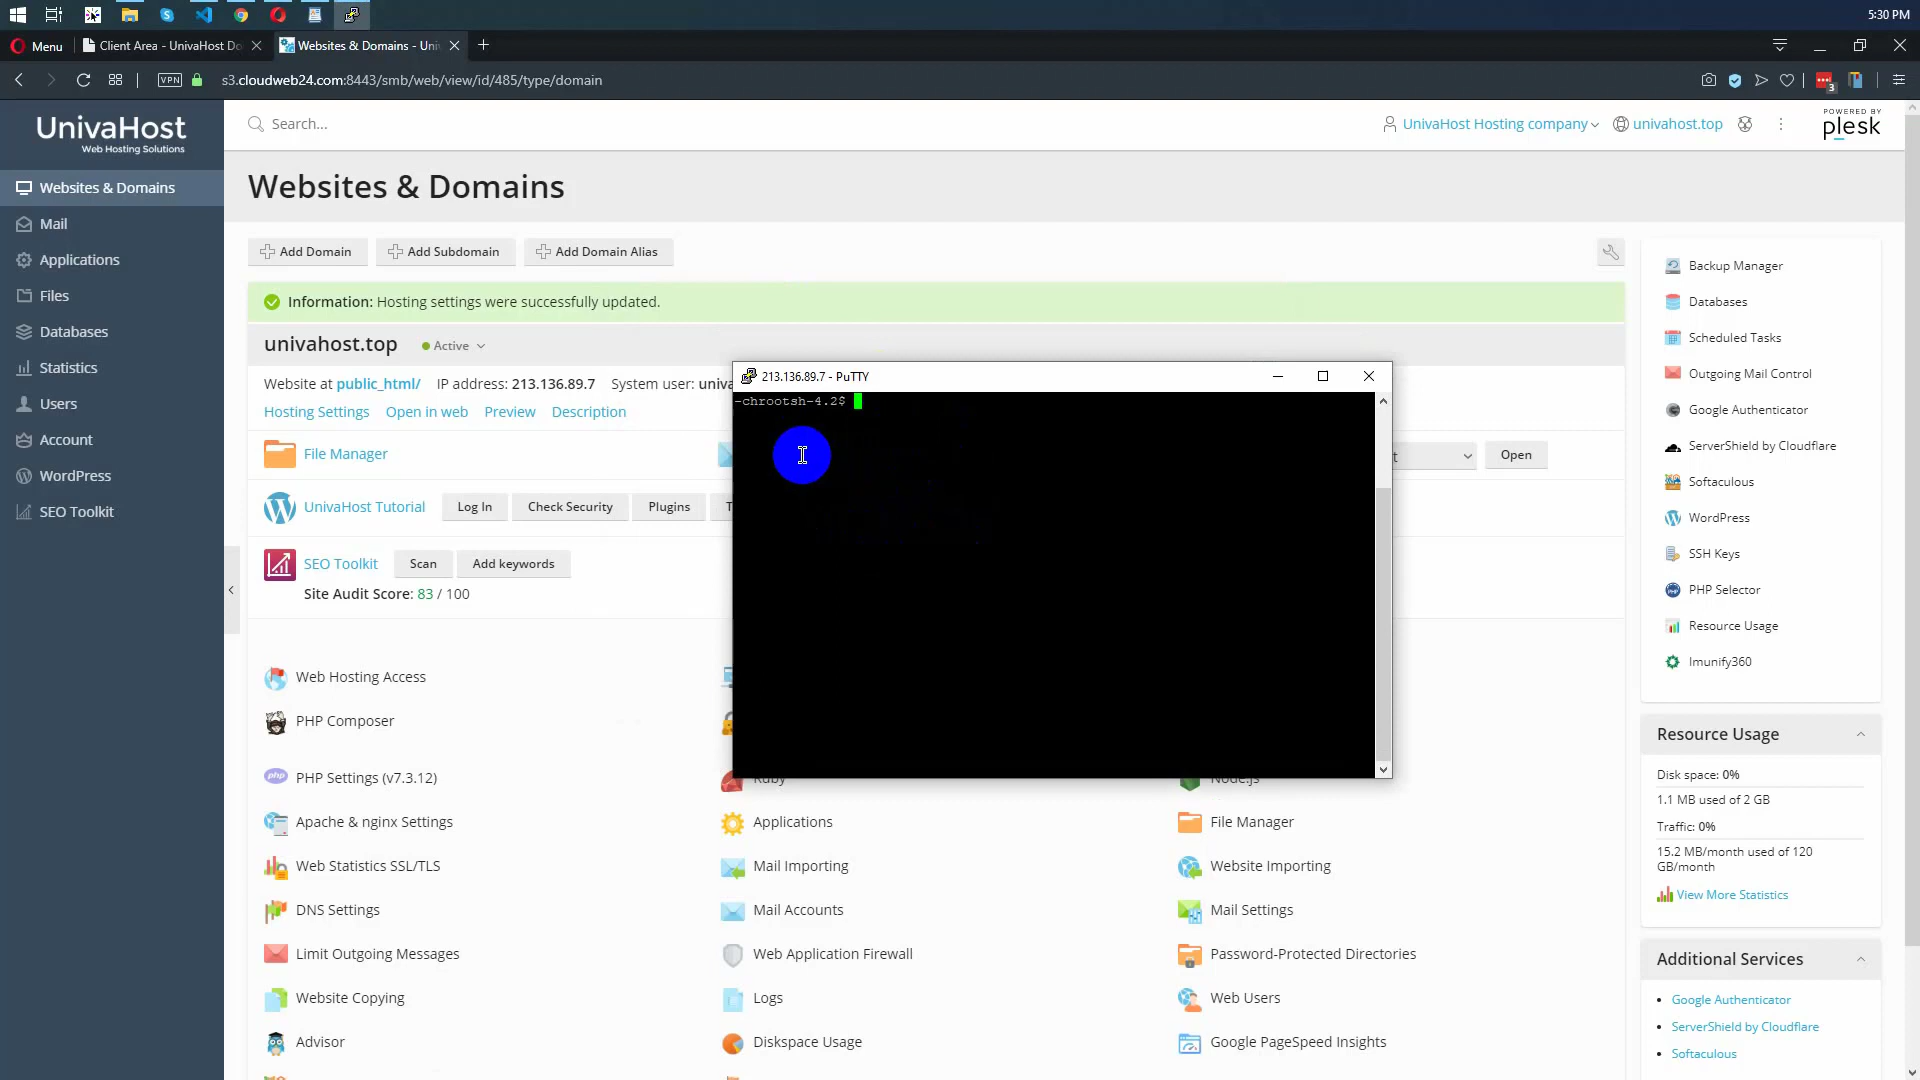 5:30 PM
Menu
Client Area - UnivaHost Do
Websites & Domains - Uni
VPN
s3.cloudweb24.com:8443/smb/web/view/id/485/type/domain
3
UnivaHost
Web Hosting Solutions
Search...
UnivaHost Hosting company
univahost.top
POWERED BY
plesk
Websites & Domains
Mail
Applications
Files
Databases
Statistics
Users
Account
WordPress
SEO Toolkit
Websites & Domains
Add Domain
Add Subdomain
Add Domain Alias
Information: Hosting settings were successfully updated.
univahost.top
Active
Website at public_html/ IP address: 213.136.89.7 System user: univa
Hosting Settings
Open in web
Preview
Description
File Manager
t
Open
UnivaHost Tutorial
Log In
Check Security
Plugins
T
SEO Toolkit
Scan
Add keywords
Site Audit Score: 83 / 100
213.136.89.7 - PuTTY
-chrootsh-4.2$
Web Hosting Access
PHP Composer
PHP Settings (v7.3.12)
php
Ruby
Node.js
Apache & nginx Settings
Applications
File Manager
Web Statistics SSL/TLS
Mail Importing
Website Importing
DNS Settings
Mail Accounts
Mail Settings
Limit Outgoing Messages
Web Application Firewall
Password-Protected Directories
Website Copying
Logs
Web Users
Advisor
Diskspace Usage
Google PageSpeed Insights
Backup Manager
Databases
Scheduled Tasks
Outgoing Mail Control
Google Authenticator
ServerShield by Cloudflare
Softaculous
WordPress
SSH Keys
PHP Selector
Resource Usage
Imunify360
Resource Usage
Disk space: 0%
1.1 MB used of 2 GB
Traffic: 0%
15.2 MB/month used of 120
GB/month
View More Statistics
Additional Services
Google Authenticator
ServerShield by Cloudflare
Softaculous